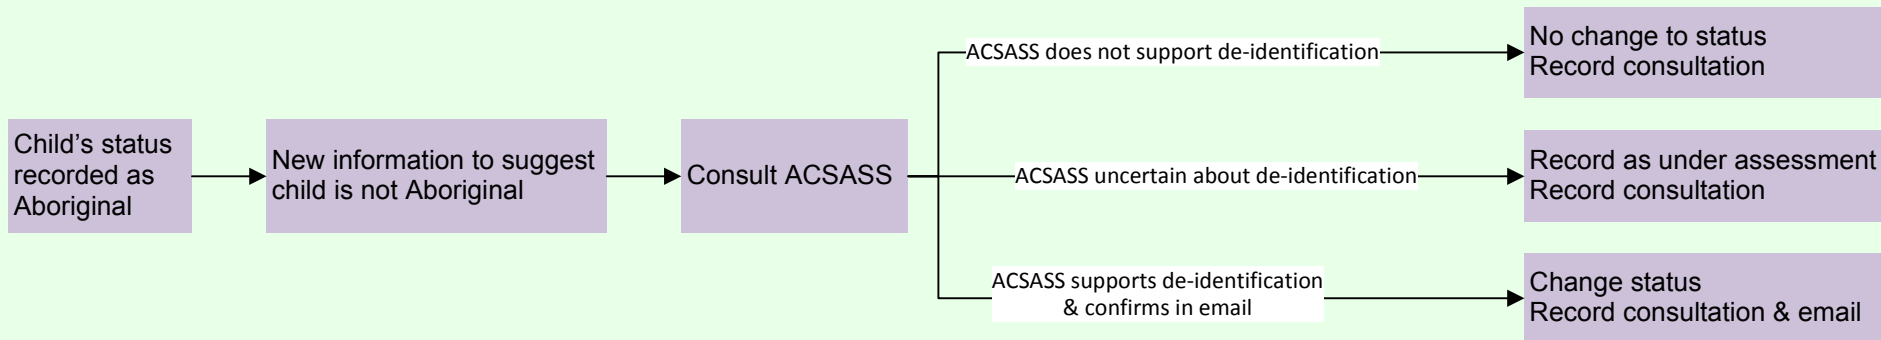 Child’s status
recorded as
Aboriginal
New information to suggest
child is not Aboriginal
Consult ACSASS
ACSASS does not support de-identification
No change to status
Record consultation
ACSASS uncertain about de-identification
Record as under assessment
Record consultation
ACSASS supports de-identification
& confirms in email
Change status
Record consultation & email